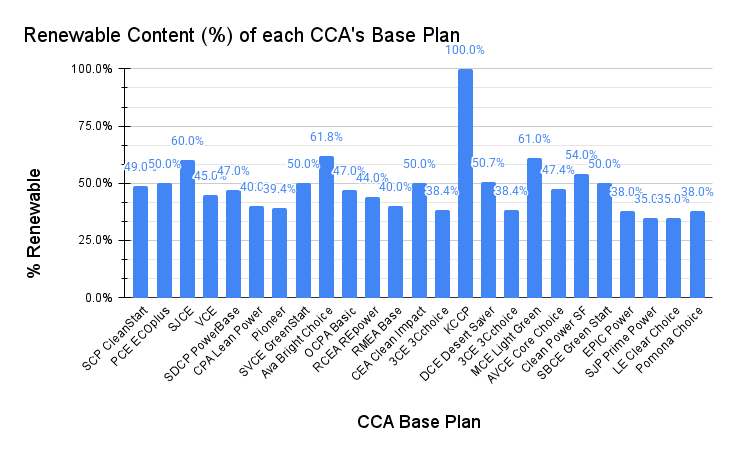 Renewable Content (%) of each CCA's Base Plan
% Renewable
100.0%
75.0%
50.0%
25.0%
0.0%
49.0%
50.0%
60.0%
45.0%
47.0%
40.0%
39.4%
50.0%
61.8%
47.0%
44.0%
40.0%
50.0%
38.4%
100.0%
50.7%
38.4%
61.0%
47.4%
54.0%
50.0%
38.0%
35.0%
35.0%
38.0%
SCP CleanStart
PCE ECOplus
SJCE
VCE
SDCP PowerBase
CPA Lean Power
Pioneer
SVCE GreenStart
Ava Bright Choice
OCPA Basic
RCEA REpower
RMEA Base
CEA Clean Impact
3CE 3Cchoice
KCCP
DCE Desert Saver
3CE 3Cchoice
MCE Light Green
AVCE Core Choice
Clean Power SF
SBCE Green Start
EPIC Power
SJP Prime Power
LE Clear Choice
Pomona Choice
CCA Base Plan